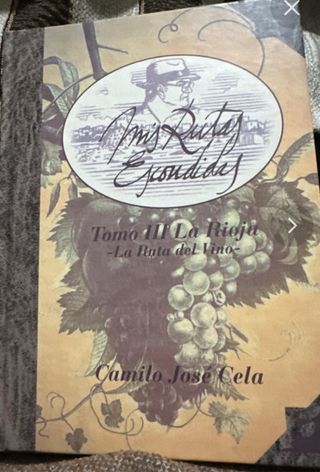 Mis Rutas
Escondidas
Tomo III La Rioja
-La Ruta del Vino-
Camilo José Cela